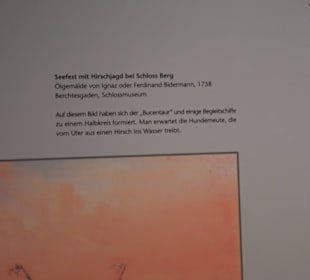 Seefest mit Hirschjagd bei Schloss Berg
Ölgemälde von Ignaz oder Ferdinand Bidermann, 1738
Berchtesgaden, Schlossmuseum
Auf diesem Bild haben sich der „Bucentaur“ und einige Begleitschiffe
zu einem Halbkreis formiert. Man erwartet die Hundemeute, die
vom Ufer aus einen Hirsch ins Wasser treibt.